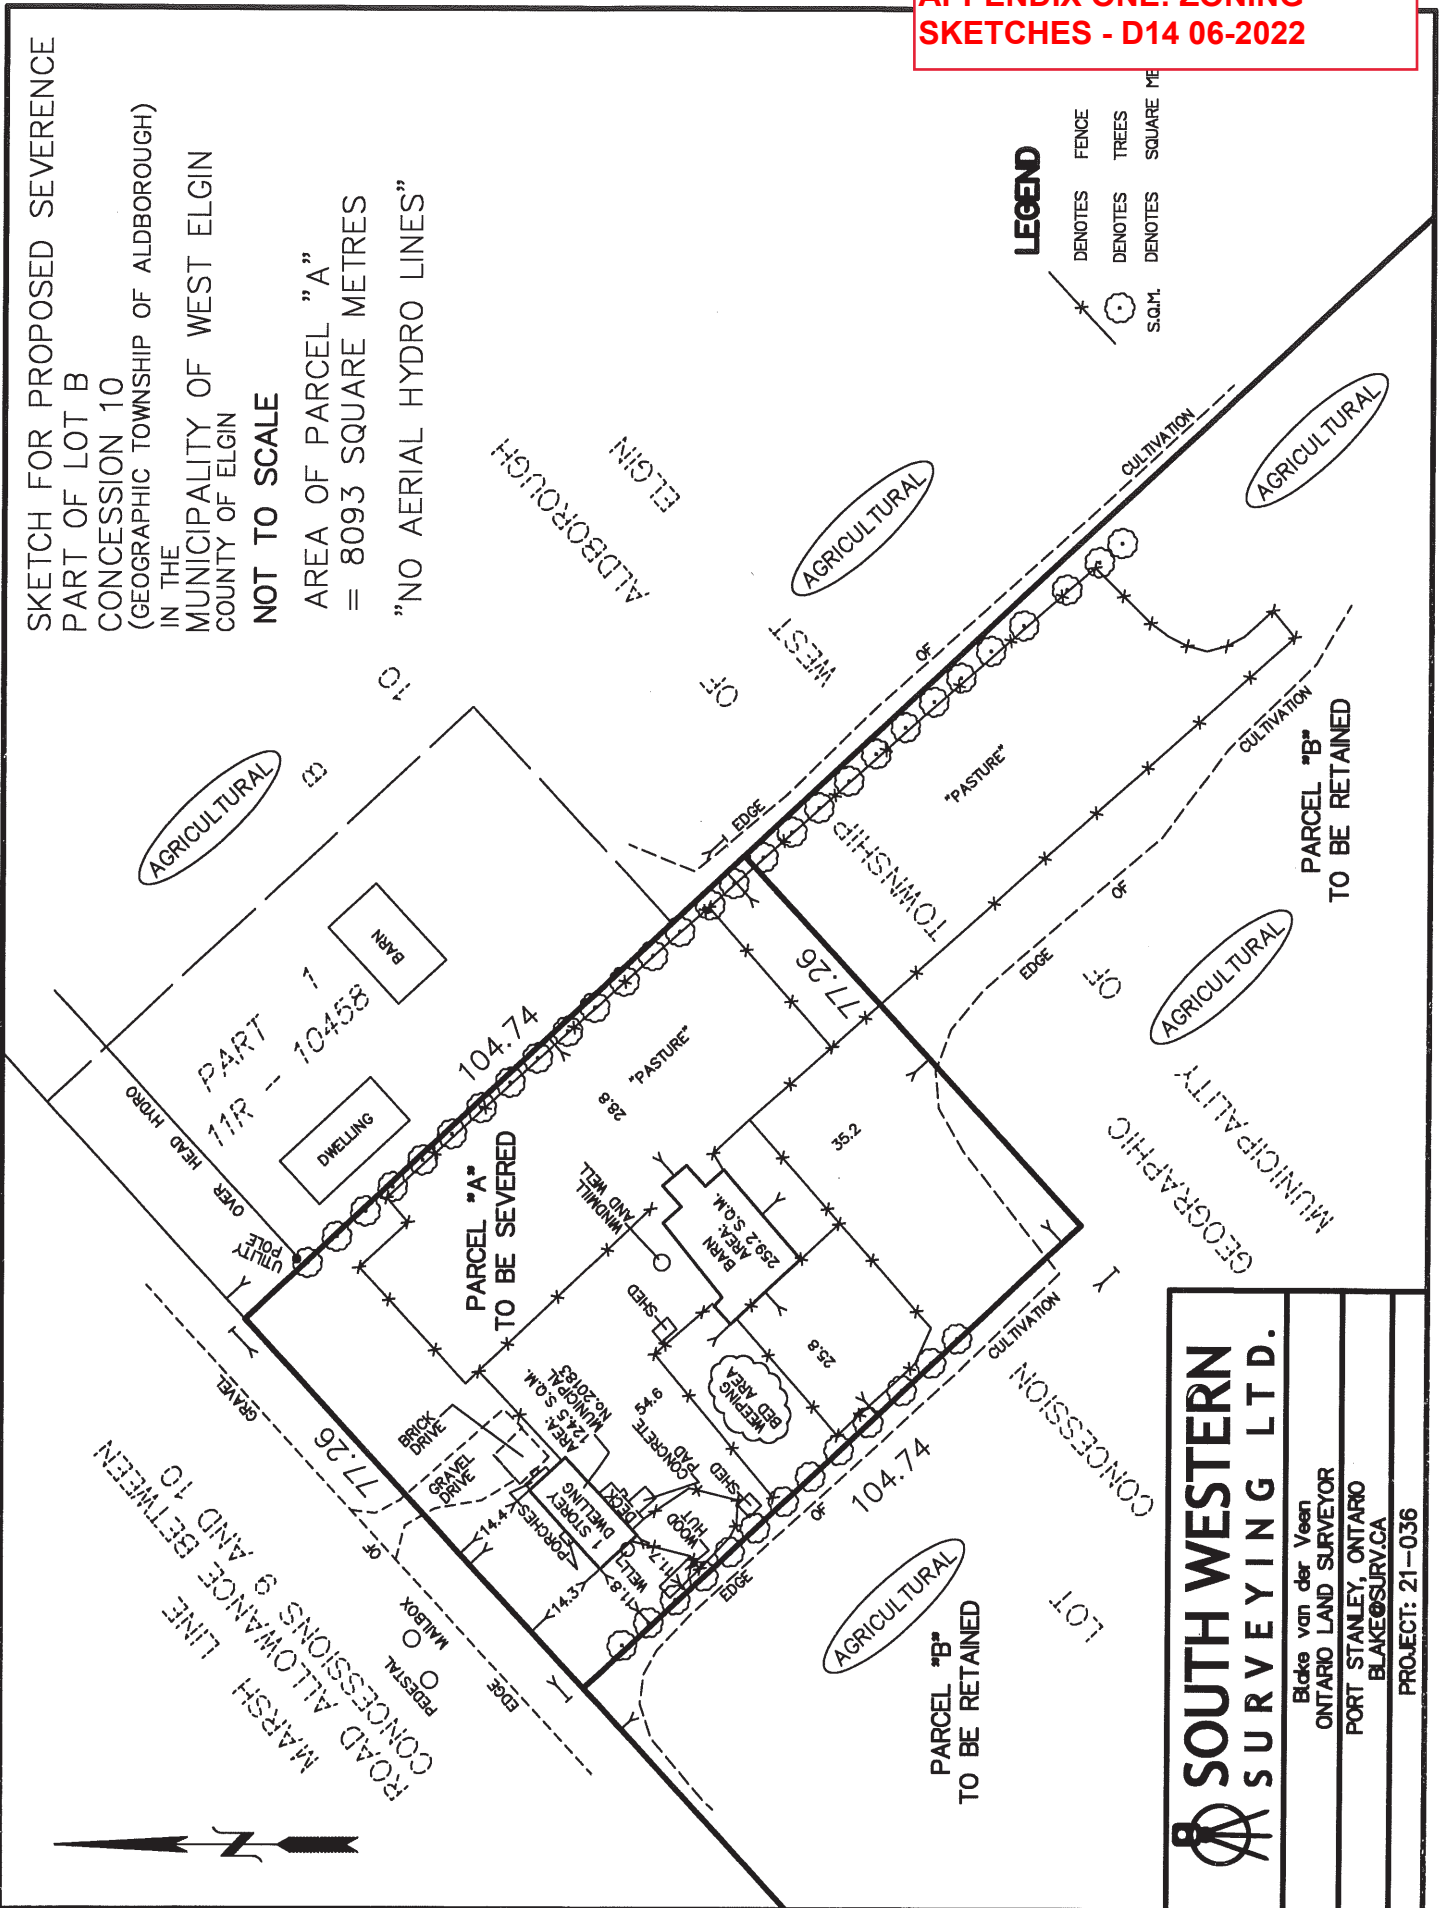 APPENDIX ONE: ZONING
SKETCHES - D14 06-2022
SKETCH FOR PROPOSED SEVERENCE
PART OF LOT B
CONCESSION 10
(GEOGRAPHIC TOWNSHIP OF ALDBOROUGH)
IN THE
MUNICIPALITY OF WEST ELGIN
COUNTY OF ELGIN
NOT TO SCALE
AREA OF PARCEL "A"
= 8093 SQUARE METRES
"NO AERIAL HYDRO LINES"
LEGEND
DENOTES FENCE
DENOTES TREES
S.Q.M. DENOTES SQUARE ME
MARSH LINE
ROAD ALLOWANCE BETWEEN
CONCESSIONS 9 AND 10
PEDESTAL
MAILBOX
EDGE OF GRAVEL
77.26
104.74
77.26
104.74
UTILITY
POLE
OVER HEAD HYDRO
PART 1
11R - 10458
DWELLING
BARN
AGRICULTURAL
AGRICULTURAL
AGRICULTURAL
AGRICULTURAL
AGRICULTURAL
PARCEL "A"
TO BE SEVERED
BRICK
DRIVE
GRAVEL
DRIVE
14.4
14.3
PORCHES
1
STOREY
DWELLING
AREA:
124.5 S.Q.M.
MUNICIPAL
No.20183
DECK
CONCRETE
PAD
WOOD
HUT
WELL
11.8
11.7
SHED
54.6
WEEPING
BED AREA
SHED
WINDMILL
AND WELL
BARN
AREA:
259.2 S.Q.M.
28.8
35.2
25.8
"PASTURE"
"PASTURE"
EDGE OF CULTIVATION
EDGE OF CULTIVATION
EDGE OF CULTIVATION
PARCEL "B"
TO BE RETAINED
PARCEL "B"
TO BE RETAINED
LOT B
CONCESSION 10
GEOGRAPHIC TOWNSHIP OF ALDBOROUGH
MUNICIPALITY OF WEST ELGIN
SOUTH WESTERN
SURVEYING LTD.
Blake van der Veen
ONTARIO LAND SURVEYOR
PORT STANLEY, ONTARIO
BLAKE@SURV.CA
PROJECT: 21-036
N